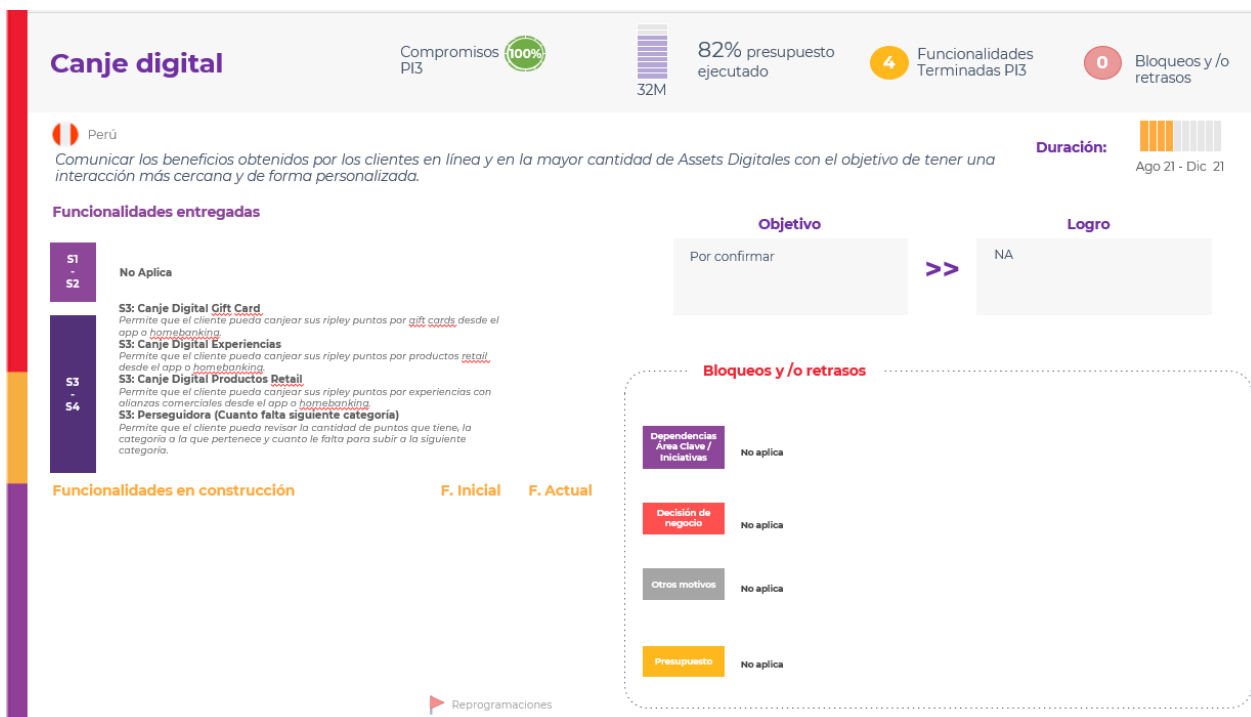 Canje digital
Compromisos
PI3
100%
32M
82% presupuesto
ejecutado
4
Funcionalidades
Terminadas PI3
0
Bloqueos y /o
retrasos
Perú
Comunicar los beneficios obtenidos por los clientes en línea y en la mayor cantidad de Assets Digitales con el objetivo de tener una
interacción más cercana y de forma personalizada.
Duración:
Ago 21 - Dic 21
Funcionalidades entregadas
S1
-
S2
No Aplica
S3
-
S4
S3: Canje Digital Gift Card
Permite que el cliente pueda canjear sus ripley puntos por gift cards desde el
app o homebanking.
S3: Canje Digital Experiencias
Permite que el cliente pueda canjear sus ripley puntos por productos retail
desde el app o homebanking.
S3: Canje Digital Productos Retail
Permite que el cliente pueda canjear sus ripley puntos por experiencias con
alianzas comerciales desde el app o homebanking.
S3: Perseguidora (Cuanto falta siguiente categoría)
Permite que el cliente pueda revisar la cantidad de puntos que tiene, la
categoría a la que pertenece y cuanto le falta para subir a la siguiente
categoría.
Funcionalidades en construcción
F. Inicial
F. Actual
Reprogramaciones
Objetivo
Por confirmar
>>
Logro
NA
Bloqueos y /o retrasos
Dependencias
Área Clave /
Iniciativas
No aplica
Decisión de
negocio
No aplica
Otros motivos
No aplica
Presupuesto
No aplica